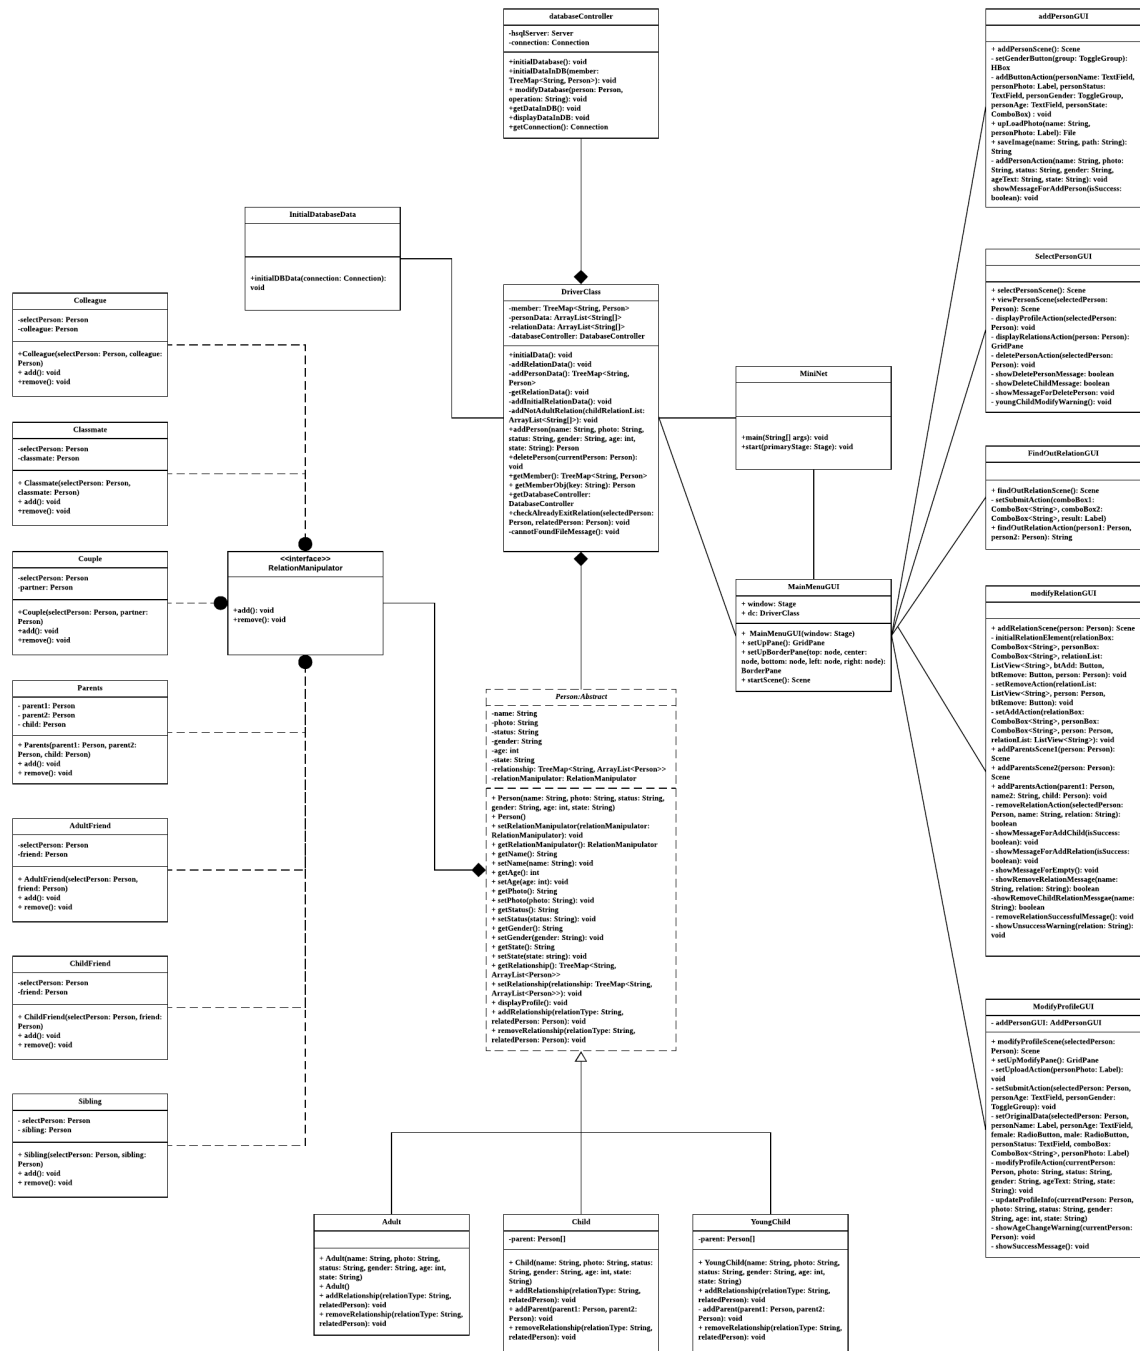 databaseController
-hsqlServer: Server
-connection: Connection
+initialDatabase(): void
+initialDataInDB(member:
TreeMap<String, Person>): void
+ modifyDatabase(person: Person,
operation: String): void
+getDataInDB(): void
+displayDataInDB: void
+getConnection(): Connection
InitialDatabaseData
+initialDBData(connection: Connection):
void
DriverClass
-member: TreeMap<String, Person>
-personData: ArrayList<String[]>
-relationData: ArrayList<String[]>
-databaseController: DatabaseController
+initialData(): void
-addRelationData(): void
-addPersonData(): TreeMap<String,
Person>
-getRelationData(): void
-addInitialRelationData(): void
-addNotAdultRelation(childRelationList:
ArrayList<String[]>): void
+addPerson(name: String, photo: String,
status: String, gender: String, age: int,
state: String): Person
+deletePerson(currentPerson: Person):
void
+getMember(): TreeMap<String, Person>
+ getMemberObj(key: String): Person
+getDatabaseController:
DatabaseController
+checkAlreadyExitRelation(selectedPerson:
Person, relatedPerson: Person): void
-cannotFoundFileMessage(): void
Colleague
-selectPerson: Person
-colleague: Person
+Colleague(selectPerson: Person, colleague:
Person)
+ add(): void
+remove(): void
Classmate
-selectPerson: Person
-classmate: Person
+ Classmate(selectPerson: Person,
classmate: Person)
+ add(): void
+remove(): void
Couple
-selectPerson: Person
-partner: Person
+Couple(selectPerson: Person, partner:
Person)
+add(): void
+remove(): void
Parents
- parent1: Person
- parent2: Person
- child: Person
+ Parents(parent1: Person, parent2:
Person, child: Person)
+ add(): void
+ remove(): void
AdultFriend
-selectPerson: Person
-friend: Person
+ AdultFriend(selectPerson: Person,
friend: Person)
+ add(): void
+ remove(): void
ChildFriend
-selectPerson: Person
-friend: Person
+ ChildFriend(selectPerson: Person, friend:
Person)
+ add(): void
+ remove(): void
Sibling
- selectPerson: Person
- sibling: Person
+ Sibling(selectPerson: Person, sibling:
Person)
+ add(): void
+ remove(): void
<<interface>>
RelationManipulator
+add(): void
+remove(): void
Person:Abstract
-name: String
-photo: String
-status: String
-gender: String
-age: int
-state: String
-relationship: TreeMap<String, ArrayList<Person>>
-relationManipulator: RelationManipulator
+ Person(name: String, photo: String, status: String,
gender: String, age: int, state: String)
+ Person()
+ setRelationManipulator(relationManipulator:
RelationManipulator): void
+ getRelationManipulator(): RelationManipulator
+ getName(): String
+ setName(name: String): void
+ getAge(): int
+ setAge(age: int): void
+ getPhoto(): String
+ setPhoto(photo: String): void
+ getStatus(): String
+ setStatus(status: String): void
+ getGender(): String
+ setGender(gender: String): void
+ getState(): String
+ setState(state: string): void
+ getRelationship(): TreeMap<String,
ArrayList<Person>>
+ setRelationship(relationship: TreeMap<String,
ArrayList<Person>>): void
+ displayProfile(): void
+ addRelationship(relationType: String,
relatedPerson: Person): void
+ removeRelationship(relationType: String,
relatedPerson: Person): void
Adult
+ Adult(name: String, photo: String,
status: String, gender: String, age: int,
state: String)
+ Adult()
+ addRelationship(relationType: String,
relatedPerson): void
+ removeRelationship(relationType: String,
relatedPerson: Person): void
Child
-parent: Person[]
+ Child(name: String, photo: String, status:
String, gender: String, age: int, state:
String)
+ addRelationship(relationType: String,
relatedPerson: Person): void
+ addParent(parent1: Person, parent2:
Person): void
+ removeRelationship(relationType: String,
relatedPerson: Person): void
YoungChild
-parent: Person[]
+ YoungChild(name: String, photo: String,
status: String, gender: String, age: int,
state: String)
+ addRelationship(relationType: String,
relatedPerson: Person): void
- addParent(parent1: Person, parent2:
Person): void
+ removeRelationship(relationType: String,
relatedPerson: Person): void
MiniNet
+main(String[] args): void
+start(primaryStage: Stage): void
MainMenuGUI
+ window: Stage
+ dc: DriverClass
+ MainMenuGUI(window: Stage)
+ setUpPane(): GridPane
+ setUpBorderPane(top: node, center:
node, bottom: node, left: node, right: node):
BorderPane
+ startScene(): Scene
addPersonGUI
+ addPersonScene(): Scene
- setGenderButton(group: ToggleGroup):
HBox
- addButtonAction(personName: TextField,
personPhoto: Label, personStatus:
TextField, personGender: ToggleGroup,
personAge: TextField, personState:
ComboBox) : void
+ upLoadPhoto(name: String,
personPhoto: Label): File
+ saveImage(name: String, path: String):
String
- addPersonAction(name: String, photo:
String, status: String, gender: String,
ageText: String, state: String): void
showMessageForAddPerson(isSuccess:
boolean): void
SelectPersonGUI
+ selectPersonScene(): Scene
+ viewPersonScene(selectedPerson:
Person): Scene
- displayProfileAction(selectedPerson:
Person): void
- displayRelationsAction(person: Person):
GridPane
- deletePersonAction(selectedPerson:
Person): void
- showDeletePersonMessage: boolean
- showDeleteChildMessage: boolean
- showMessageForDeletePerson: void
- youngChildModifyWarning(): void
FindOutRelationGUI
+ findOutRelationScene(): Scene
- setSubmitAction(comboBox1:
ComboBox<String>, comboBox2:
ComboBox<String>, result: Label)
+ findOutRelationAction(person1: Person,
person2: Person): String
modifyRelationGUI
+ addRelationScene(person: Person): Scene
- initialRelationElement(relationBox:
ComboBox<String>, personBox:
ComboBox<String>, relationList:
ListView<String>, btAdd: Button,
btRemove: Button, person: Person): void
- setRemoveAction(relationList:
ListView<String>, person: Person,
btRemove: Button): void
- setAddAction(relationBox:
ComboBox<String>, personBox:
ComboBox<String>, person: Person,
relationList: ListView<String>): void
+ addParentsScene1(person: Person):
Scene
+ addParentsScene2(person: Person):
Scene
- addParentsAction(parent1: Person,
name2: String, child: Person): void
- removeRelationAction(selectedPerson:
Person, name: String, relation: String):
boolean
- showMessageForAddChild(isSuccess:
boolean): void
- showMessageForAddRelation(isSuccess:
boolean): void
- showMessageForEmpty(): void
- showRemoveRelationMessage(name:
String, relation: String): boolean
-showRemoveChildRelationMessgae(name:
String): boolean
- removeRelationSuccessfulMessage(): void
- showUnsuccessWarning(relation: String):
void
ModifyProfileGUI
- addPersonGUI: AddPersonGUI
+ modifyProfileScene(selectedPerson:
Person): Scene
+ setUpModifyPane(): GridPane
- setUploadAction(personPhoto: Label):
void
- setSubmitAction(selectedPerson: Person,
personAge: TextField, personGender:
ToggleGroup): void
- setOriginalData(selectedPerson: Person,
personName: Label, personAge: TextField,
female: RadioButton, male: RadioButton,
personStatus: TextField, comboBox:
ComboBox<String>, personPhoto: Label)
- modifyProfileAction(currentPerson:
Person, photo: String, status: String,
gender: String, ageText: String, state:
String): void
- updateProfileInfo(currentPerson: Person,
photo: String, status: String, gender:
String, age: int, state: String)
- showAgeChangeWarning(currentPerson:
Person): void
- showSuccessMessage(): void